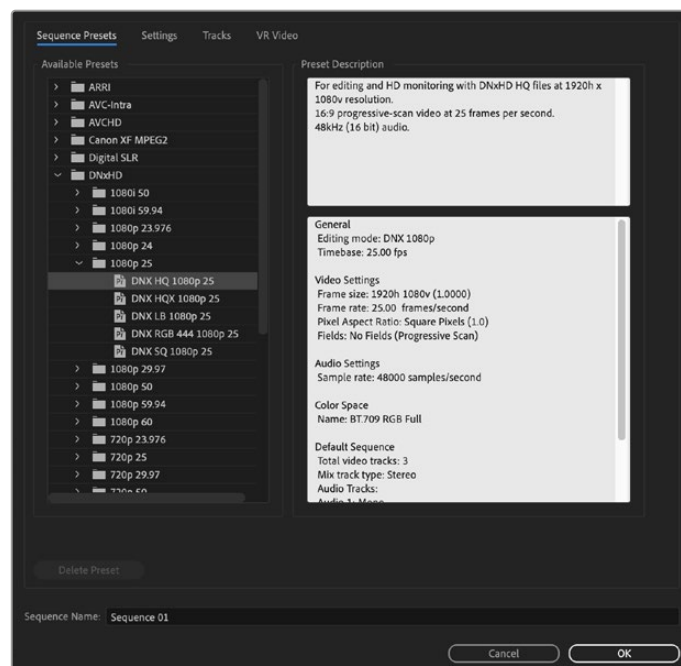 Sequence Presets Settings Tracks VR Video
Available Presets
ARRI
AVC-Intra
AVCHD
Canon XF MPEG2
Digital SLR
DNxHD
1080i 50
1080i 59.94
1080p 23.976
1080p 24
1080p 25
DNX HQ 1080p 25
DNX HQX 1080p 25
DNX LB 1080p 25
DNX RGB 444 1080p 25
DNX SQ 1080p 25
1080p 29.97
1080p 50
1080p 59.94
1080p 60
720p 23.976
720p 25
720p 29.97
720p 50
Preset Description
For editing and HD monitoring with DNxHD HQ files at 1920h x
1080v resolution.
16:9 progressive-scan video at 25 frames per second.
48kHz (16 bit) audio.
General
Editing mode: DNX 1080p
Timebase: 25.00 fps
Video Settings
Frame size: 1920h 1080v (1.0000)
Frame rate: 25.00 frames/second
Pixel Aspect Ratio: Square Pixels (1.0)
Fields: No Fields (Progressive Scan)
Audio Settings
Sample rate: 48000 samples/second
Color Space
Name: BT.709 RGB Full
Default Sequence
Total video tracks: 3
Mix track type: Stereo
Audio Tracks:
Audio 1: Mono
Delete Preset
Sequence Name: Sequence 01
Cancel OK